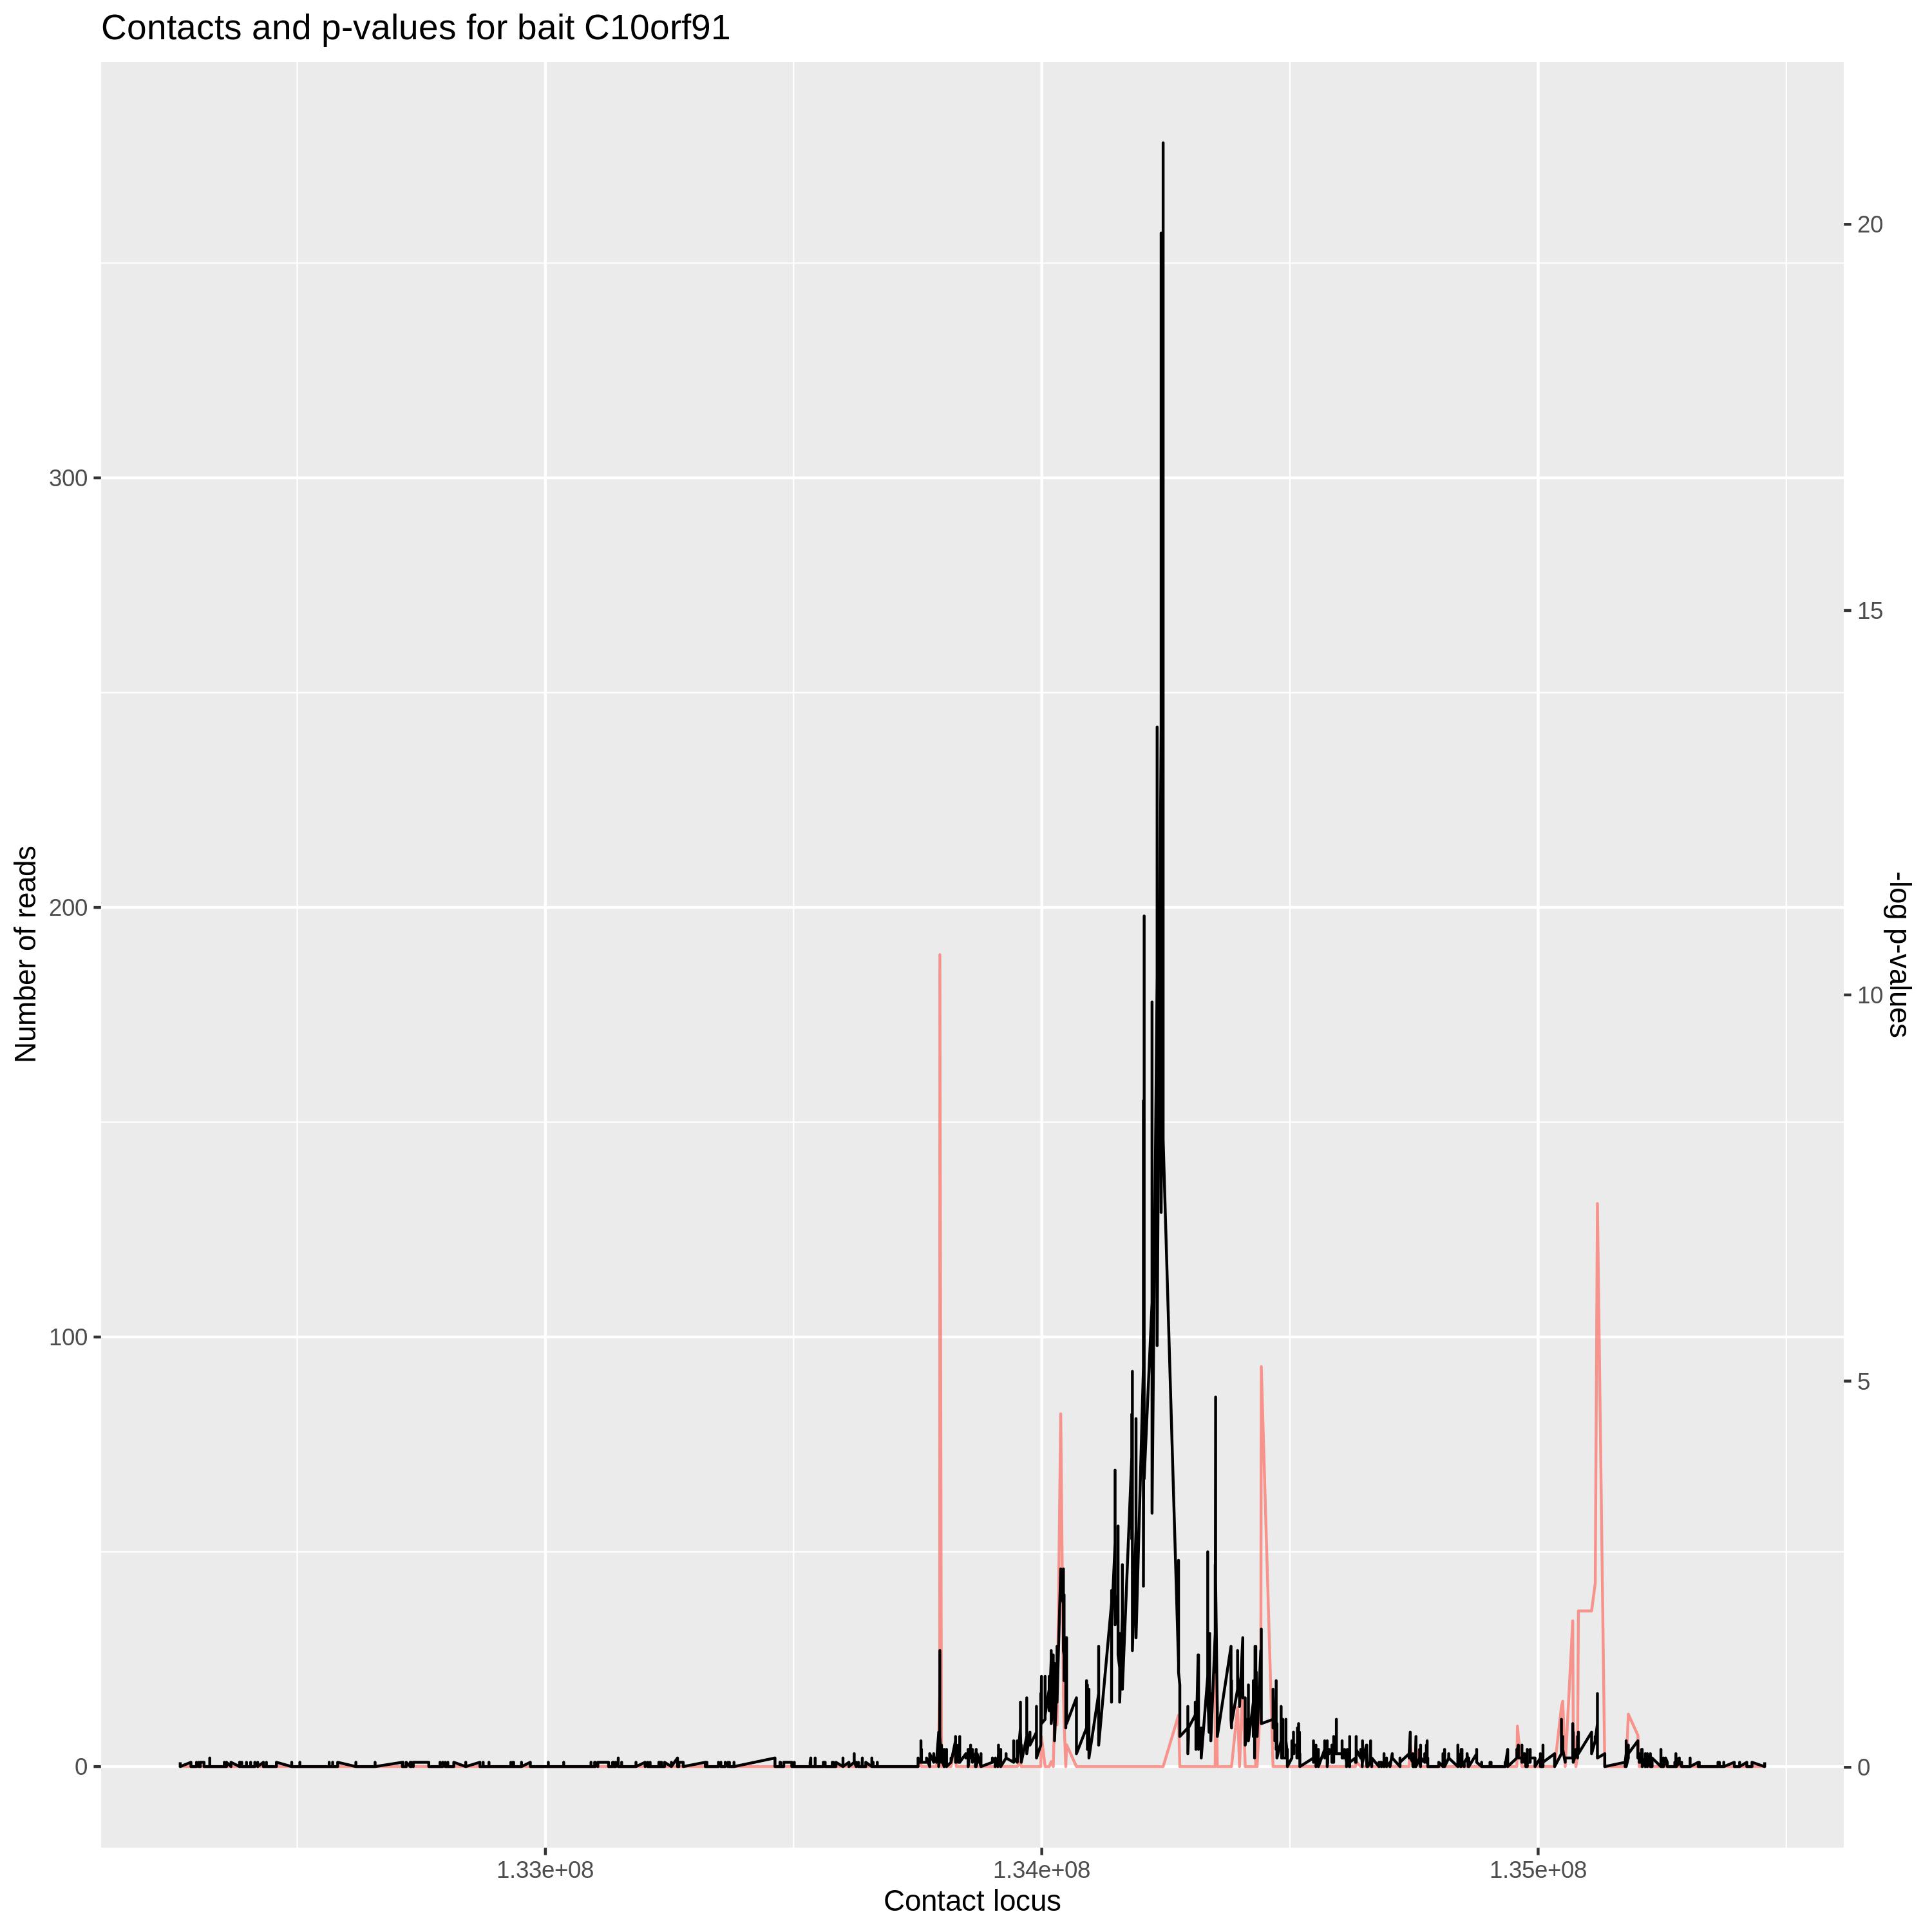 Contacts and p-values for bait C10orf91
Number of reads
300
200
100
0
20
15
10
5
0
-log p-values
1.33e+08
1.34e+08
1.35e+08
Contact locus